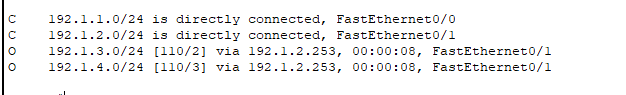 C 192.1.1.0/24 is directly connected, FastEthernet0/0
C 192.1.2.0/24 is directly connected, FastEthernet0/1
O 192.1.3.0/24 [110/2] via 192.1.2.253, 00:00:08, FastEthernet0/1
O 192.1.4.0/24 [110/3] via 192.1.2.253, 00:00:08, FastEthernet0/1